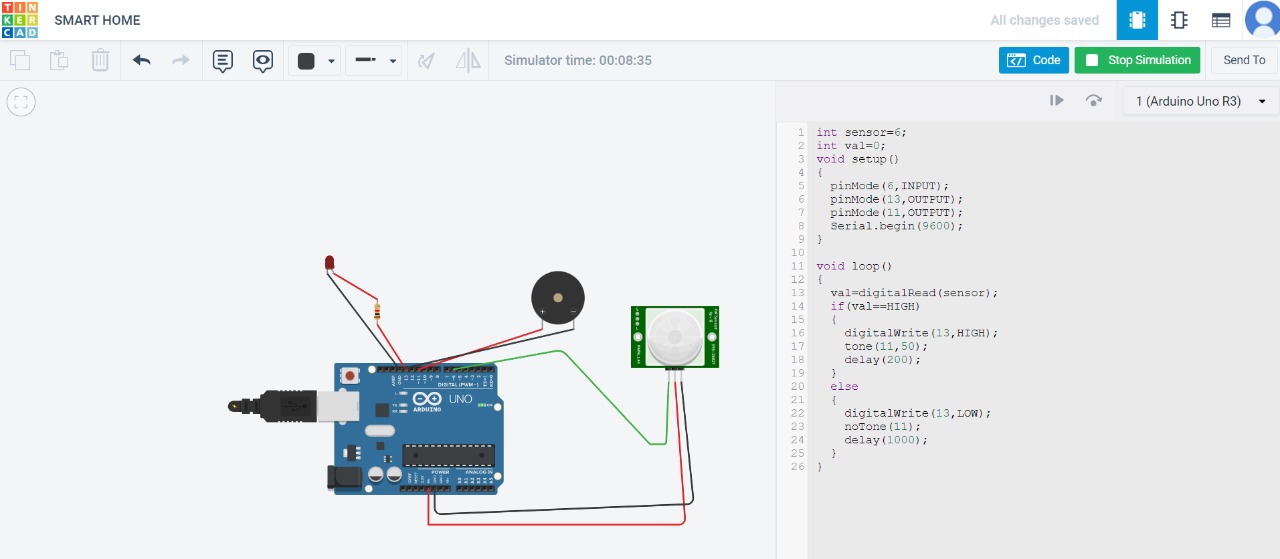 TIN
KER
CAD
SMART HOME
All changes saved
Simulator time: 00:08:35
Code
Stop Simulation
Send To
1 (Arduino Uno R3)
1 int sensor=6;
2 int val=0;
3 void setup()
4 {
5 pinMode(6,INPUT);
6 pinMode(13,OUTPUT);
7 pinMode(11,OUTPUT);
8 Serial.begin(9600);
9 }
10
11 void loop()
12 {
13 val=digitalRead(sensor);
14 if(val==HIGH)
15 {
16 digitalWrite(13,HIGH);
17 tone(11,50);
18 delay(200);
19 }
20 else
21 {
22 digitalWrite(13,LOW);
23 noTone(11);
24 delay(1000);
25 }
26 }
DIGITAL (PWM~)
UNO
ARDUINO
POWER
ANALOG IN